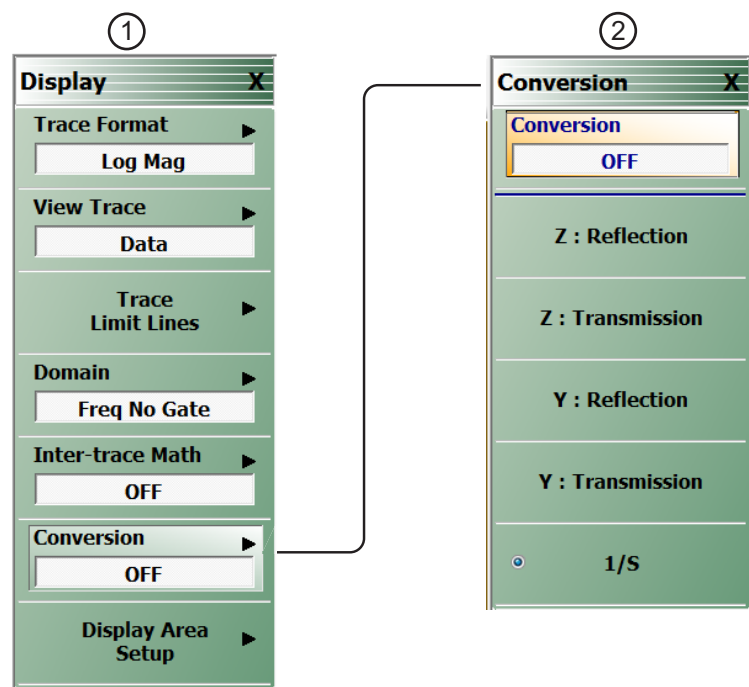 1
Display X
Trace Format
Log Mag
View Trace
Data
Trace
Limit Lines
Domain
Freq No Gate
Inter-trace Math
OFF
Conversion
OFF
Display Area
Setup
2
Conversion X
Conversion
OFF
Z : Reflection
Z : Transmission
Y : Reflection
Y : Transmission
1/S